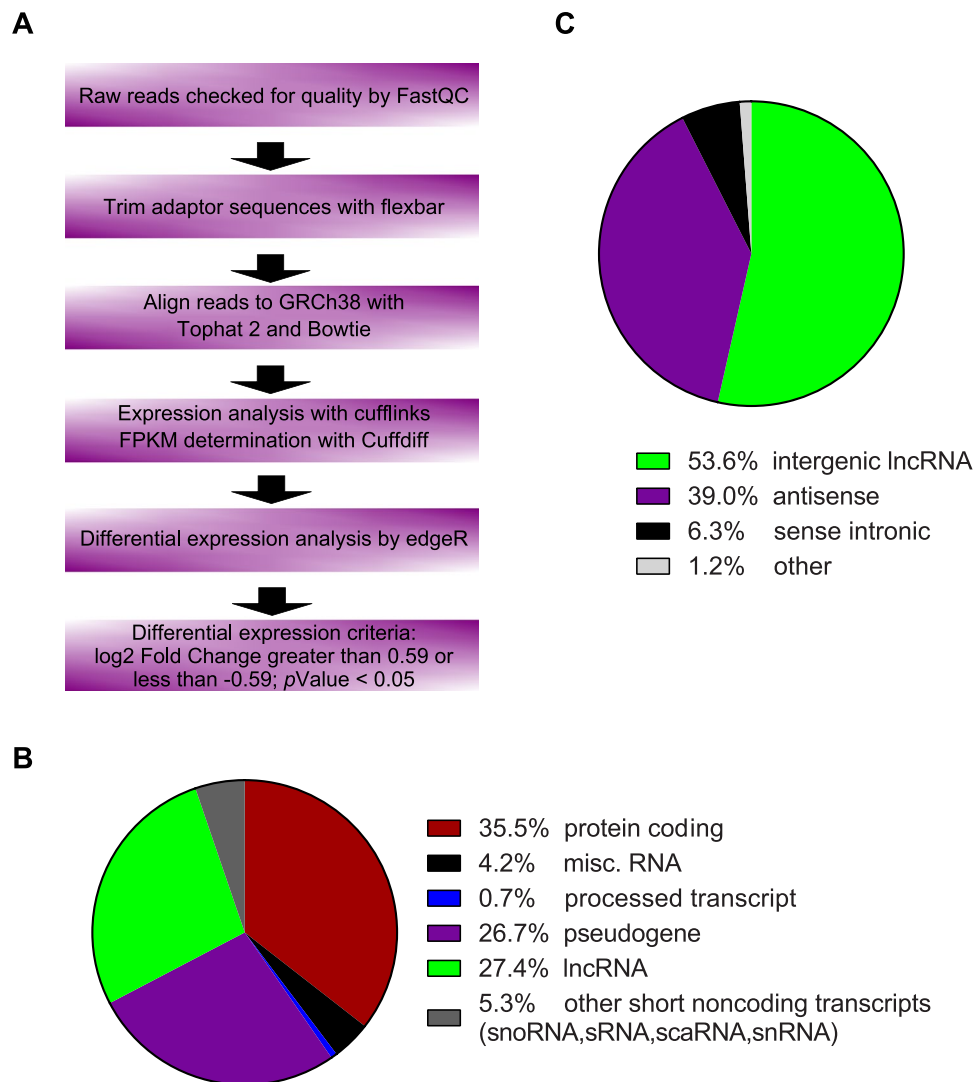 A
Raw reads checked for quality by FastQC
Trim adaptor sequences with flexbar
Align reads to GRCh38 with
Tophat 2 and Bowtie
Expression analysis with cufflinks
FPKM determination with Cuffdiff
Differential expression analysis by edgeR
Differential expression criteria:
log2 Fold Change greater than 0.59 or
less than -0.59; pValue < 0.05
C
53.6% intergenic lncRNA
39.0% antisense
6.3% sense intronic
1.2% other
B
35.5% protein coding
4.2% misc. RNA
0.7% processed transcript
26.7% pseudogene
27.4% lncRNA
5.3% other short noncoding transcripts
(snoRNA,sRNA,scaRNA,snRNA)